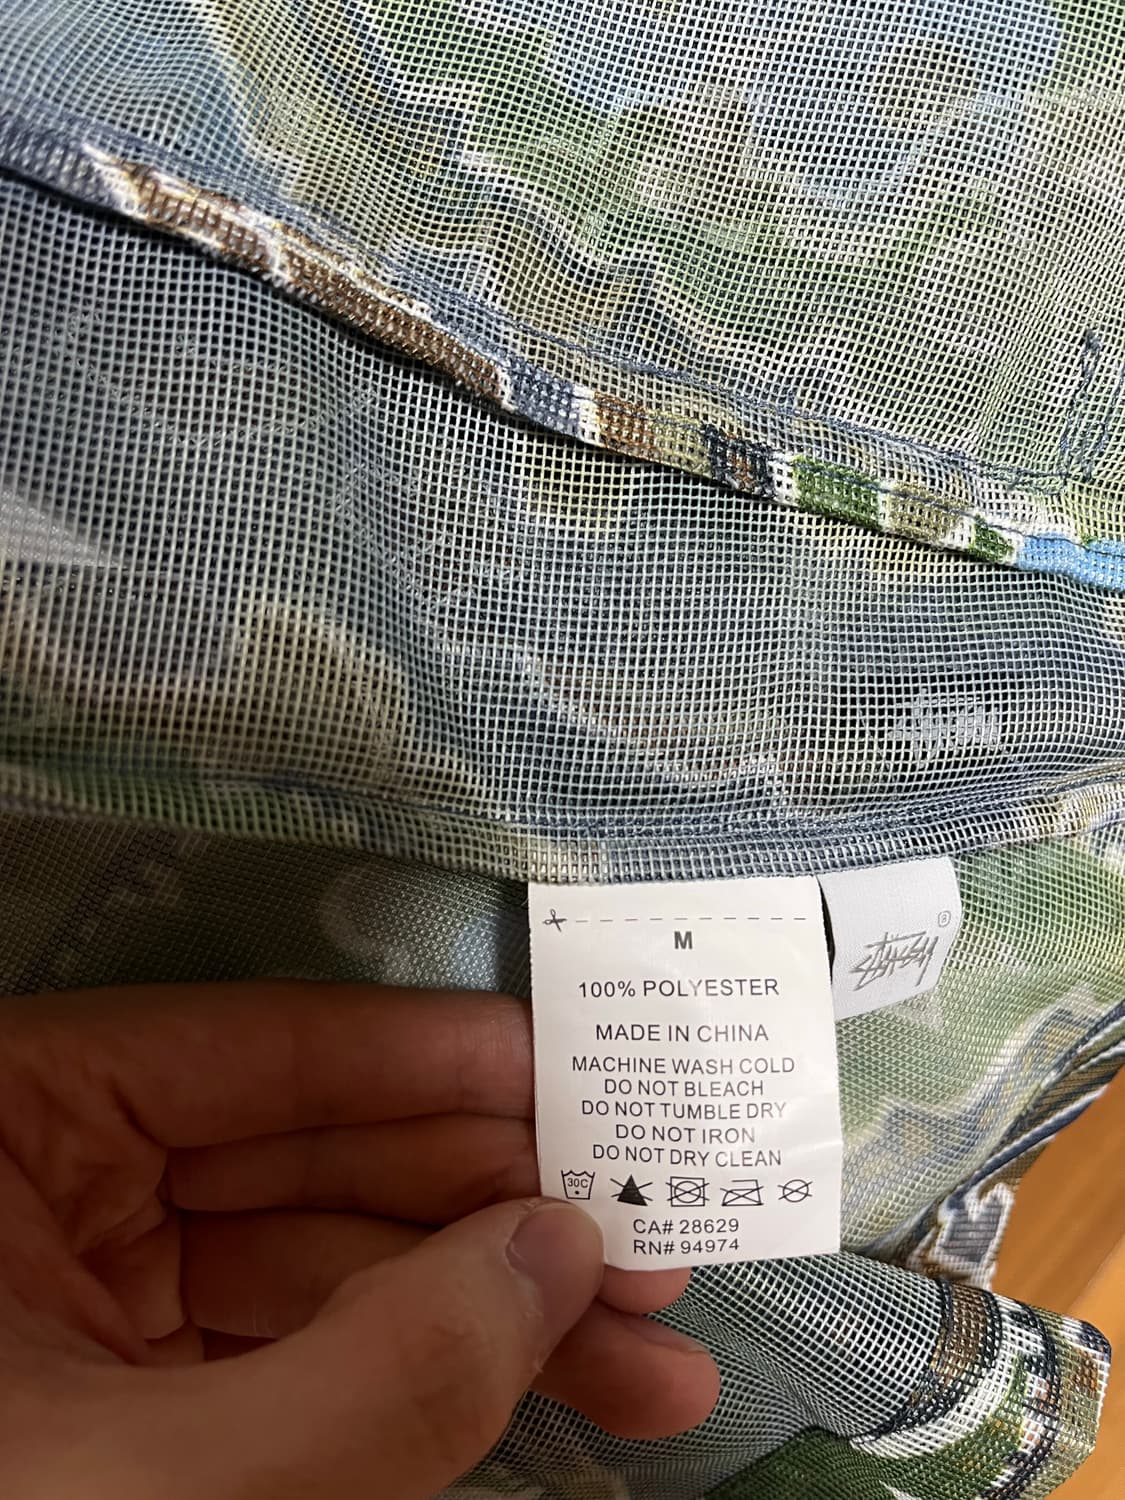 M
100% POLYESTER
MADE IN CHINA
MACHINE WASH COLD
DO NOT BLEACH
DO NOT TUMBLE DRY
DO NOT IRON
DO NOT DRY CLEAN
30C
CA# 28629
RN# 94974
Stüssy ®